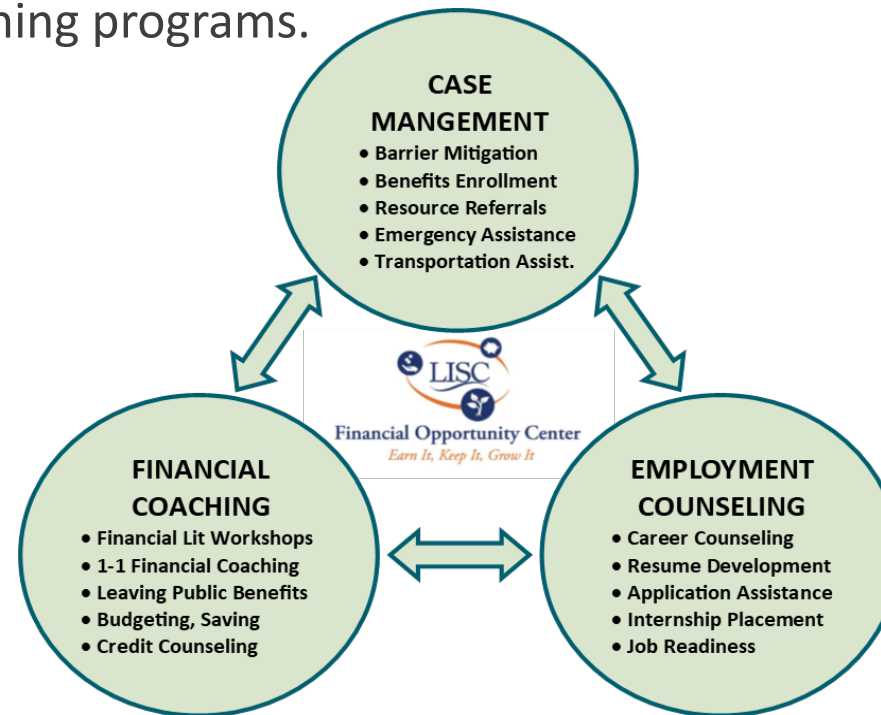 ning programs.
CASE
MANGEMENT
• Barrier Mitigation
• Benefits Enrollment
• Resource Referrals
• Emergency Assistance
• Transportation Assist.
LISC
Financial Opportunity Center
Earn It, Keep It, Grow It
FINANCIAL
COACHING
• Financial Lit Workshops
• 1-1 Financial Coaching
• Leaving Public Benefits
• Budgeting, Saving
• Credit Counseling
EMPLOYMENT
COUNSELING
• Career Counseling
• Resume Development
• Application Assistance
• Internship Placement
• Job Readiness